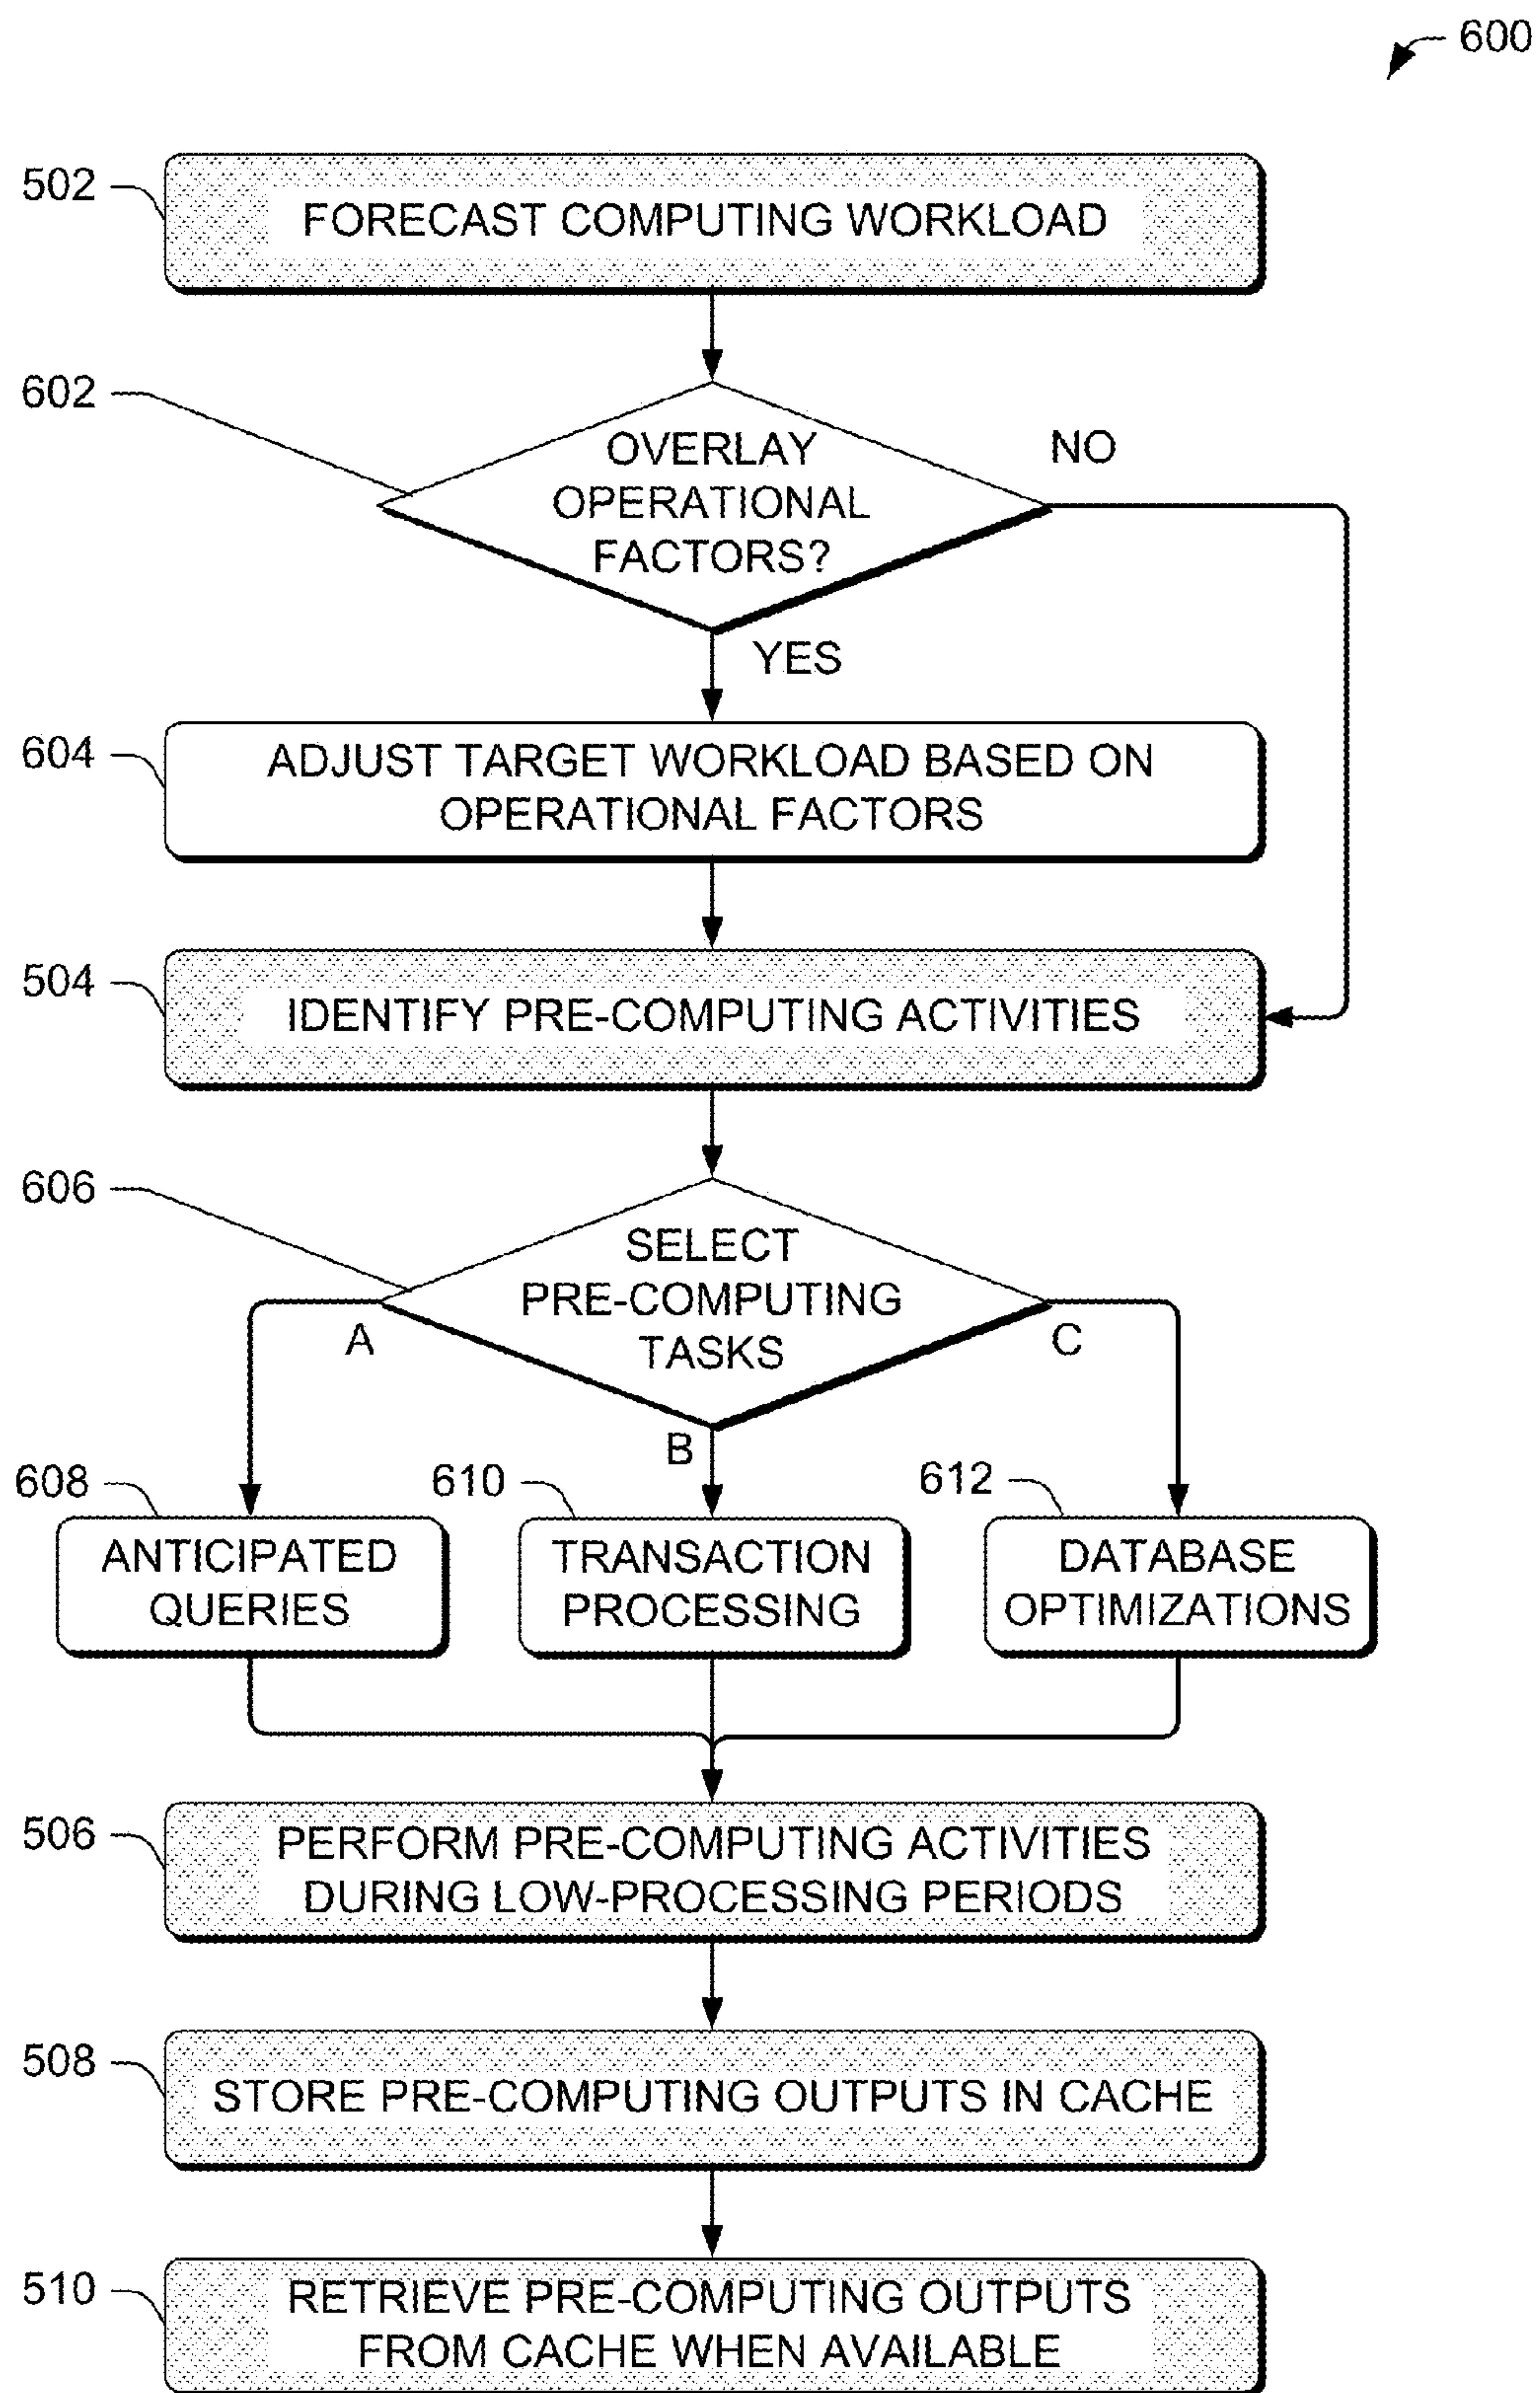 600
502
FORECAST COMPUTING WORKLOAD
602
OVERLAY
OPERATIONAL
FACTORS?
NO
YES
604
ADJUST TARGET WORKLOAD BASED ON
OPERATIONAL FACTORS
504
IDENTIFY PRE-COMPUTING ACTIVITIES
606
SELECT
PRE-COMPUTING
TASKS
A
B
C
608
ANTICIPATED
QUERIES
610
TRANSACTION
PROCESSING
612
DATABASE
OPTIMIZATIONS
506
PERFORM PRE-COMPUTING ACTIVITIES
DURING LOW-PROCESSING PERIODS
508
STORE PRE-COMPUTING OUTPUTS IN CACHE
510
RETRIEVE PRE-COMPUTING OUTPUTS
FROM CACHE WHEN AVAILABLE